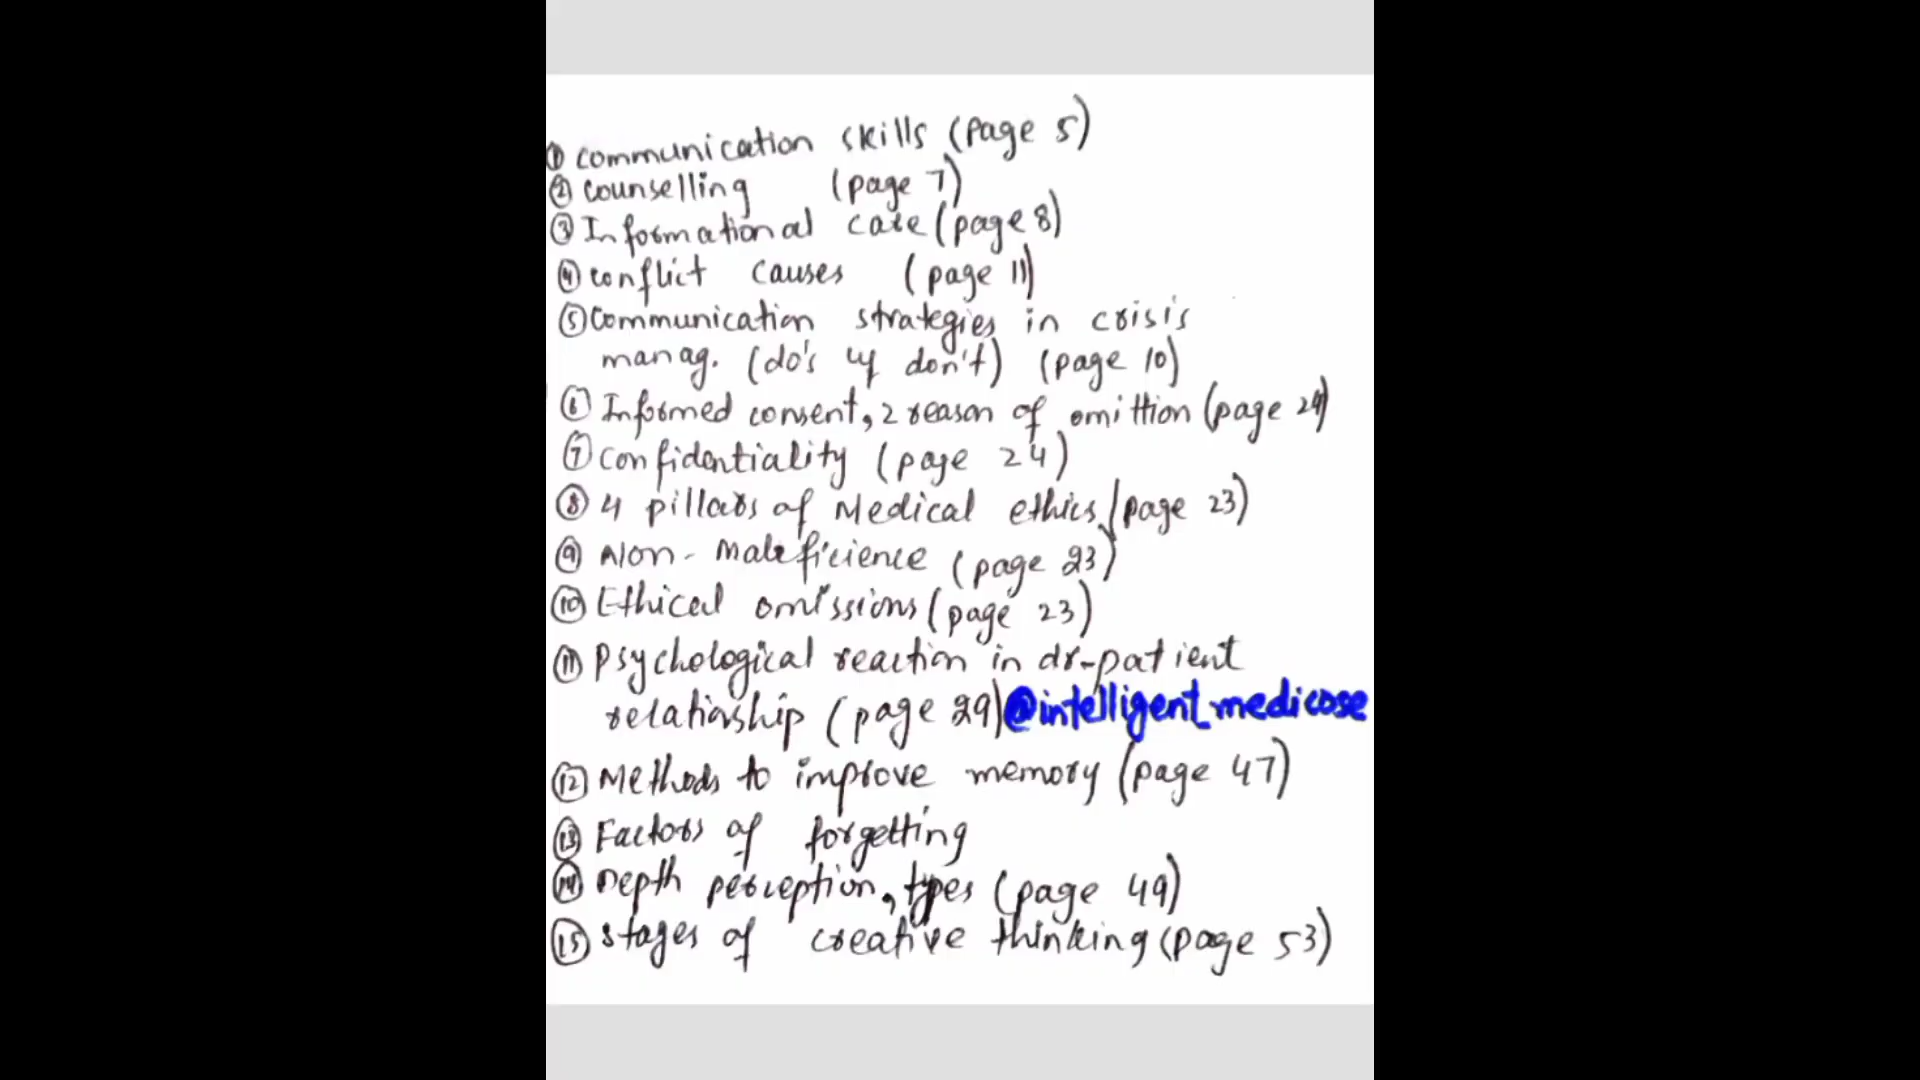 ① communication skills (page 5)
② counselling (page 7)
③ Informational care (page 8)
④ conflict causes (page 11)
⑤ communication strategies in crisis
manag. (do's & don't) (page 10)
⑥ Informed consent, 2 reason of omittion (page 24)
⑦ confidentiality (page 24)
⑧ 4 pillars of Medical ethics (page 23)
⑨ Non-Maleficience (page 23)
⑩ Ethical omissions (page 23)
⑪ Psychological reaction in dr-patient
relationship (page 29) @intelligent_medicose
⑫ Methods to improve memory (page 47)
⑬ Factors of forgetting
⑭ Depth perception, types (page 49)
⑮ stages of creative thinking (page 53)